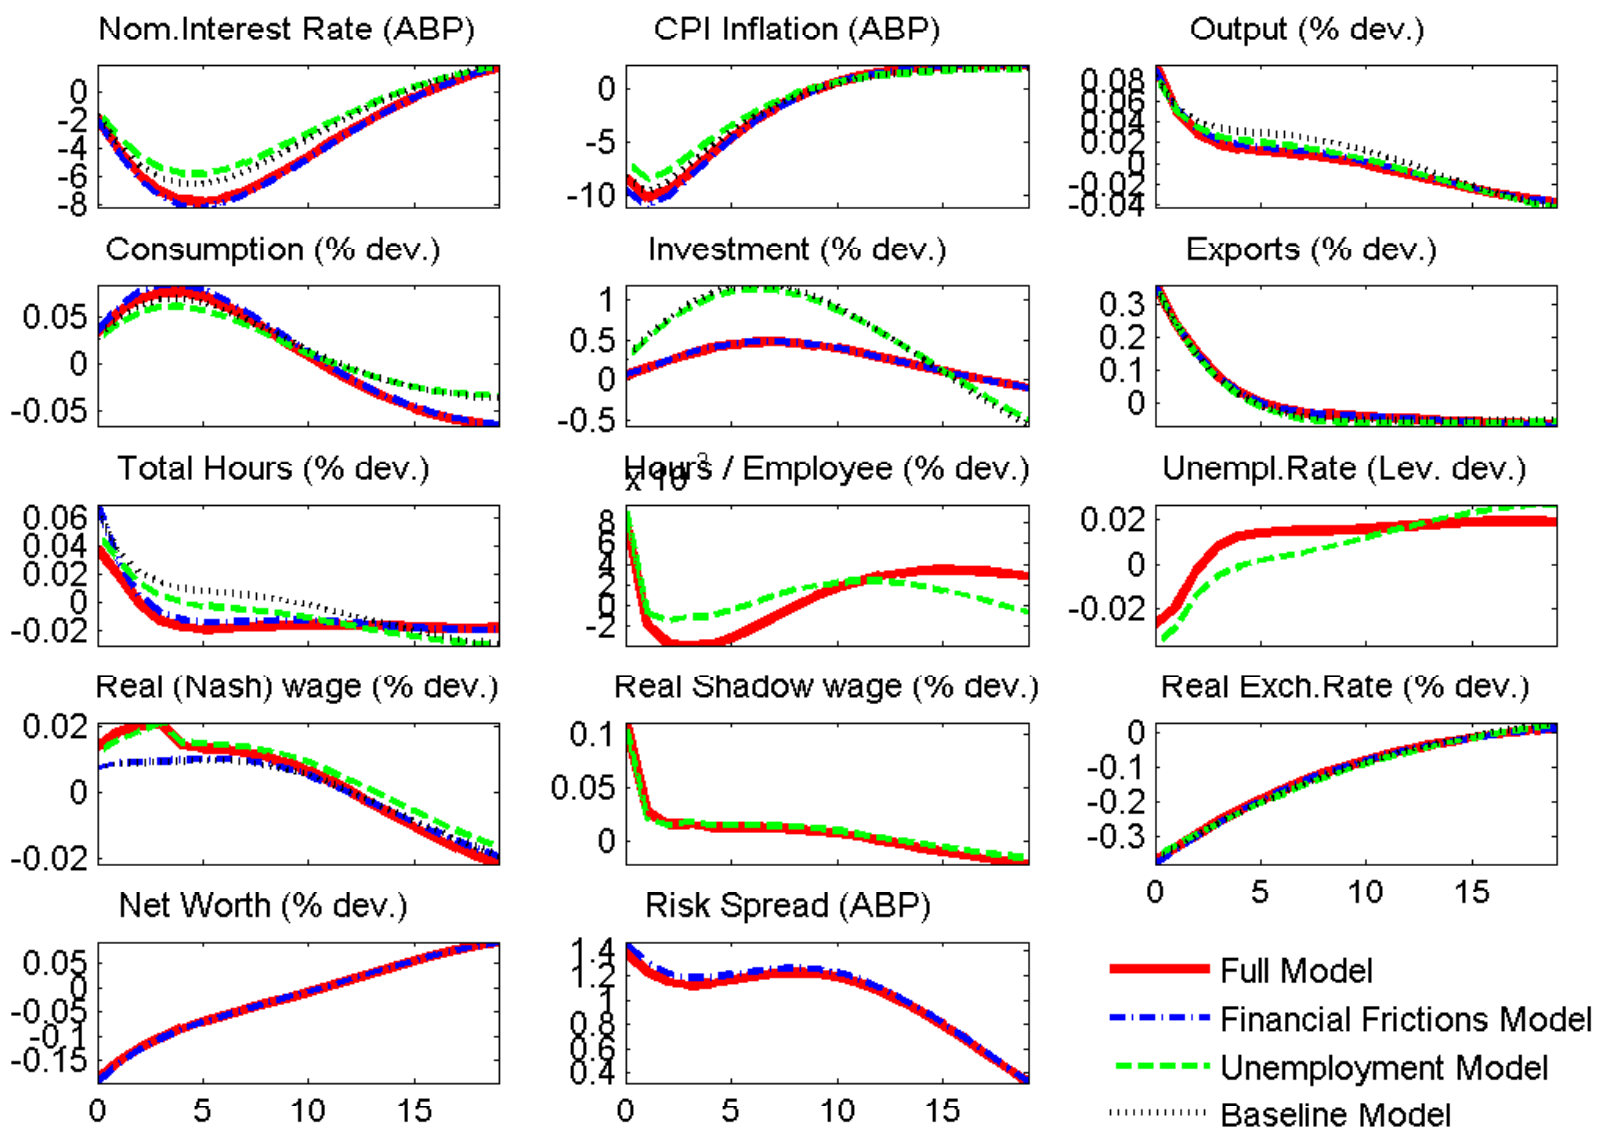 Nom.Interest Rate (ABP)
CPI Inflation (ABP)
Output (% dev.)
0
-2
-4
-6
-8
0
-5
-10
0.08
0.06
0.04
0.02
0
-0.02
-0.04
Consumption (% dev.)
Investment (% dev.)
Exports (% dev.)
0.05
0
-0.05
1
0.5
0
-0.5
0.3
0.2
0.1
0
Total Hours (% dev.)
Hours / Employee (% dev.)
x 10
Unempl.Rate (Lev. dev.)
0.06
0.04
0.02
0
-0.02
8
6
4
2
0
-2
0.02
0
-0.02
Real (Nash) wage (% dev.)
Real Shadow wage (% dev.)
Real Exch.Rate (% dev.)
0.02
0
-0.02
0.1
0.05
0
0
-0.1
-0.2
-0.3
0 5 10 15
Net Worth (% dev.)
Risk Spread (ABP)
0.05
0
-0.05
-0.1
-0.15
0 5 10 15
1.4
1.2
1
0.8
0.6
0.4
0 5 10 15
Full Model
Financial Frictions Model
Unemployment Model
Baseline Model